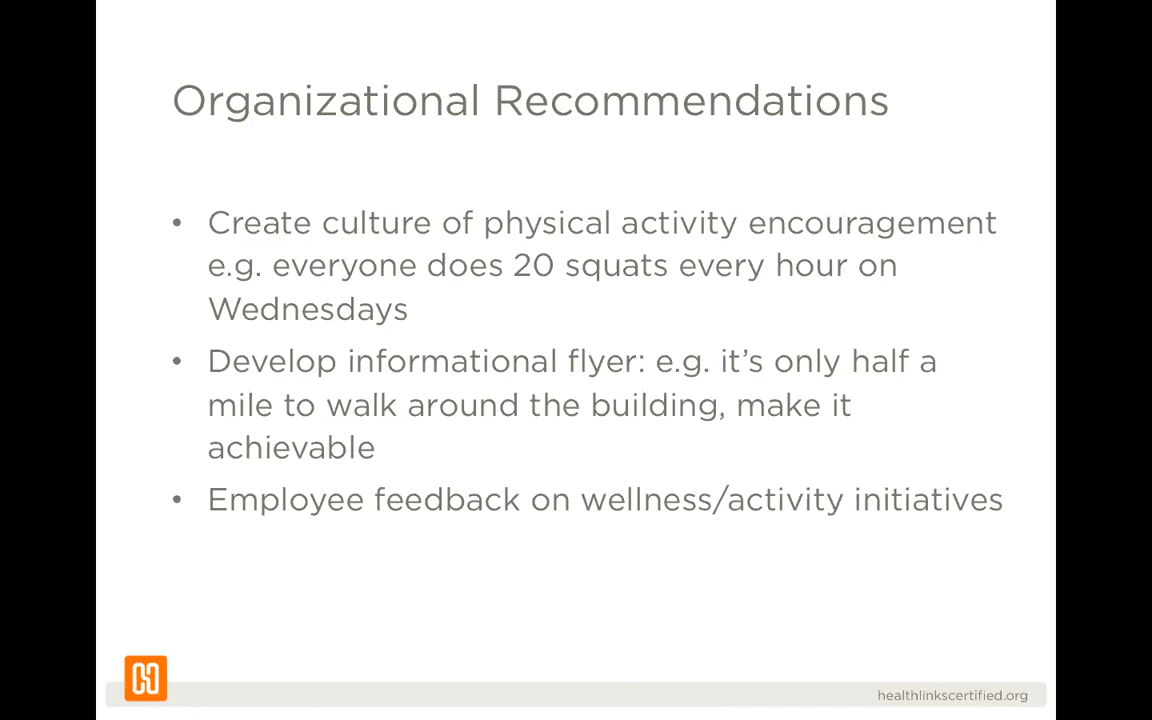 Organizational Recommendations
• Create culture of physical activity encouragement
e.g. everyone does 20 squats every hour on
Wednesdays
• Develop informational flyer: e.g. it’s only half a
mile to walk around the building, make it
achievable
• Employee feedback on wellness/activity initiatives
healthlinkscertified.org